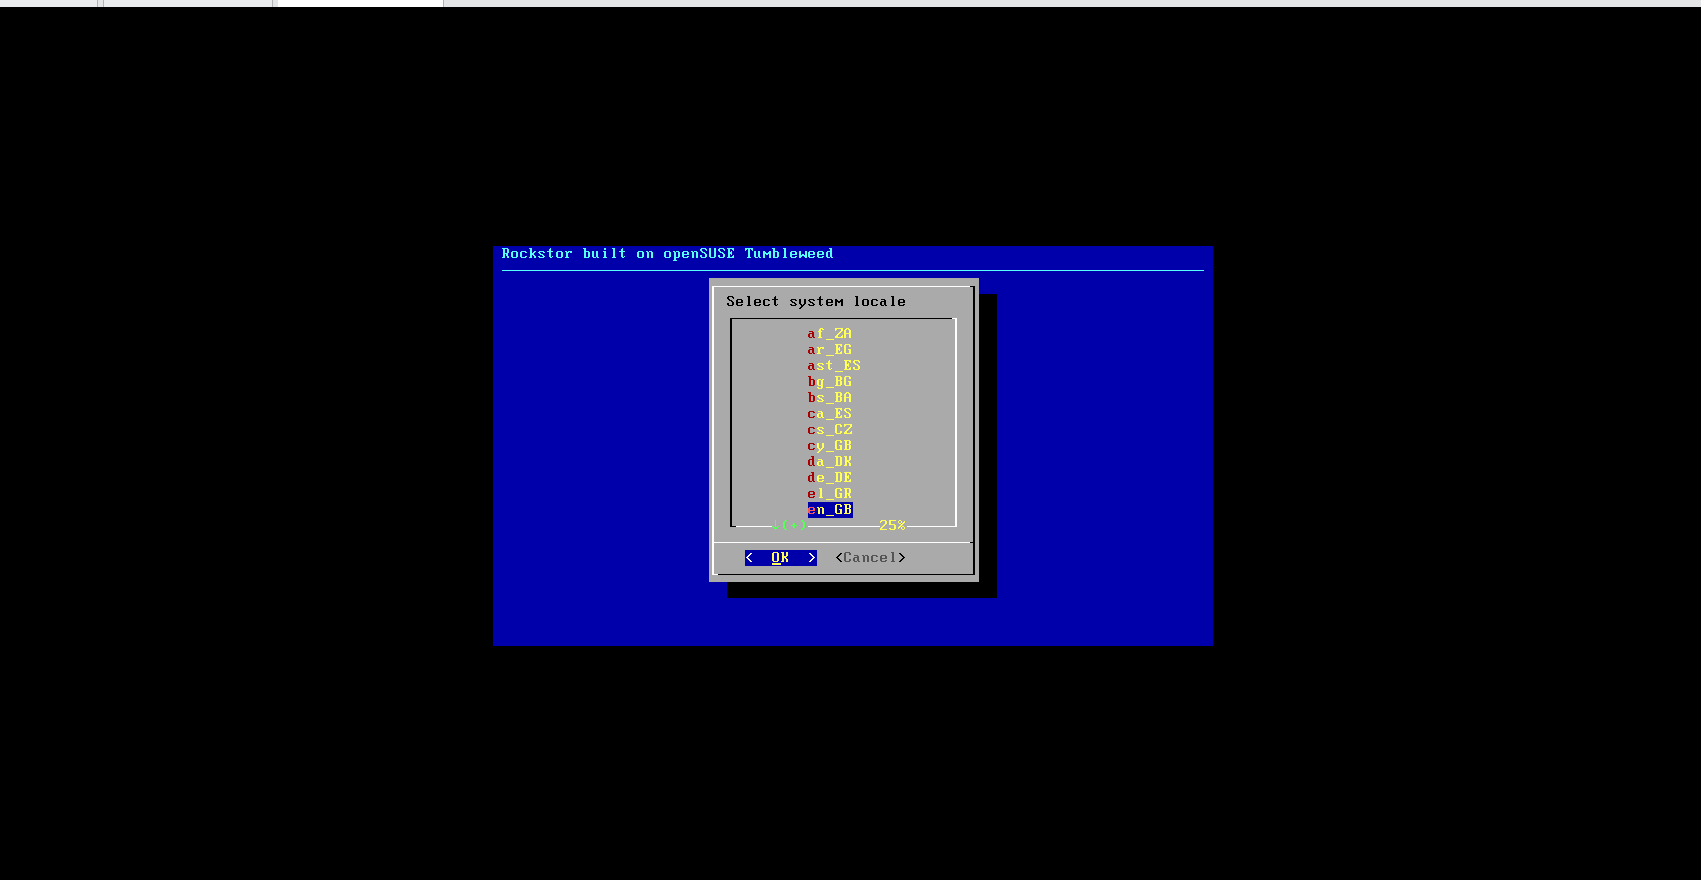 Rockstor built on openSUSE Tumbleweed
Select system locale
af_ZA
ar_EG
ast_ES
bg_BG
bs_BA
ca_ES
cs_CZ
cy_GB
da_DK
de_DE
el_GR
en_GB
↓(+) 25%
< OK > <Cancel>